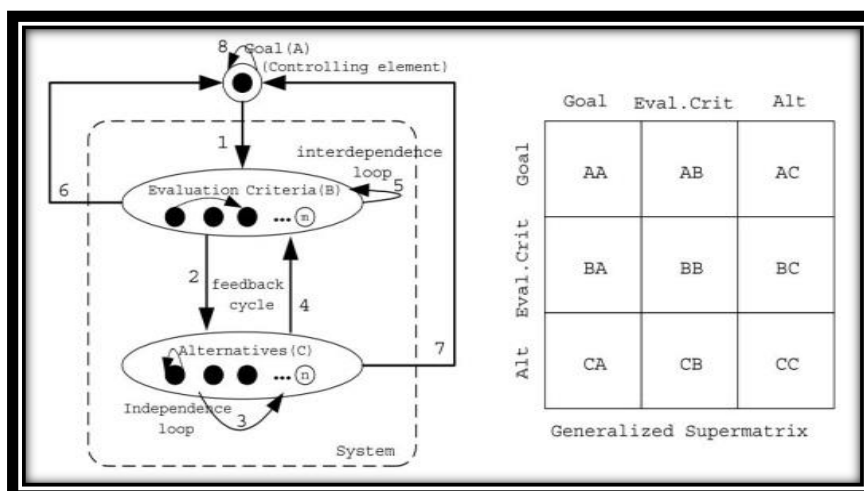 8
Goal(A)
(Controlling element)
1
interdependence
loop
6
5
Evaluation Criteria(B)
... m
2
feedback
cycle
4
Alternatives(C)
7
... n
Independence
loop
3
System
Goal Eval.Crit Alt
Goal
AA AB AC
Eval.Crit
BA BB BC
Alt
CA CB CC
Generalized Supermatrix